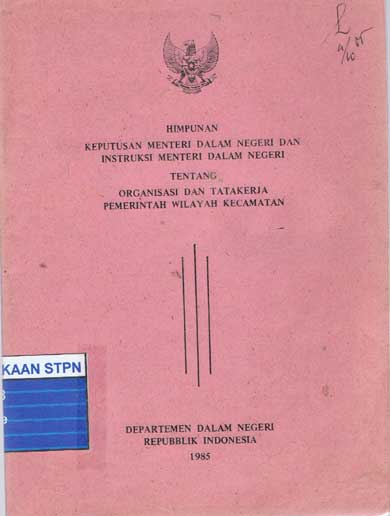 HIMPUNAN
KEPUTUSAN MENTERI DALAM NEGERI DAN
INSTRUKSI MENTERI DALAM NEGERI
TENTANG
ORGANISASI DAN TATAKERJA
PEMERINTAH WILAYAH KECAMATAN
KAAN STPN
DEPARTEMEN DALAM NEGERI
REPUBBLIK INDONESIA
1985